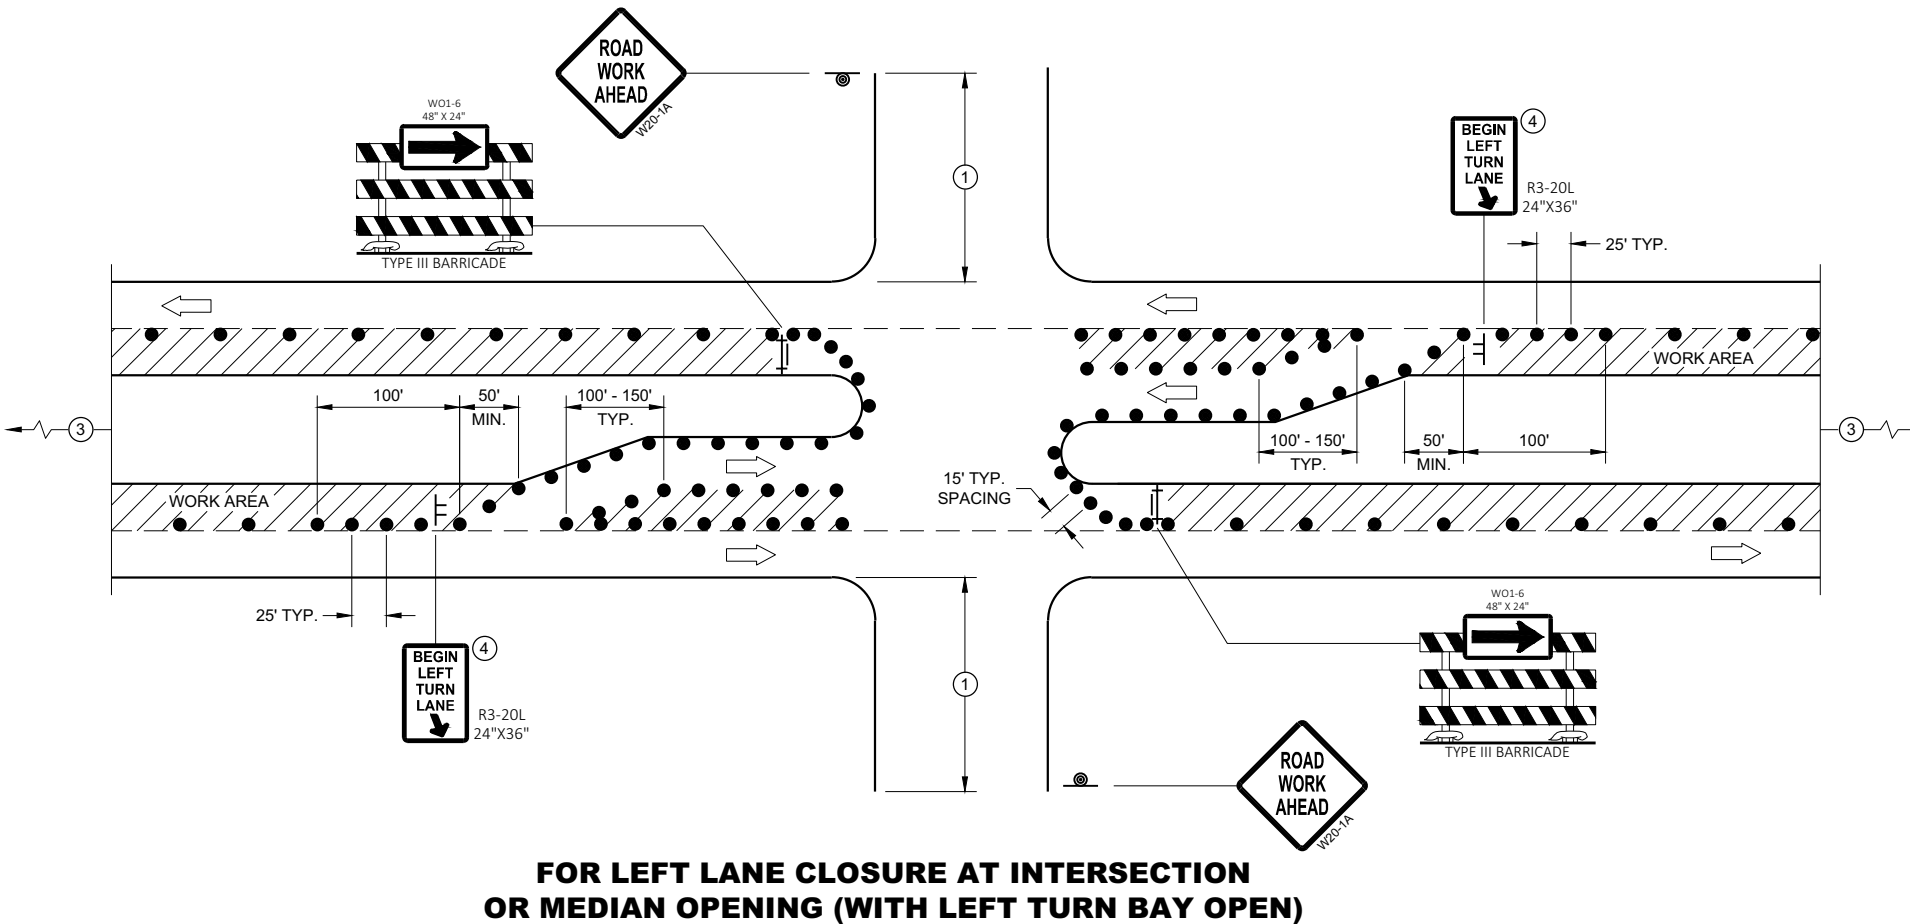 ROAD
WORK
AHEAD
W20-1A
WO1-6
48" X 24"
TYPE III BARRICADE
1
BEGIN
LEFT
TURN
LANE
4
R3-20L
24"X36"
25' TYP.
WORK AREA
100'
50'
MIN.
100' - 150'
TYP.
3
3
100' - 150'
TYP.
50'
MIN.
100'
15' TYP.
SPACING
WORK AREA
25' TYP.
BEGIN
LEFT
TURN
LANE
4
R3-20L
24"X36"
1
WO1-6
48" X 24"
TYPE III BARRICADE
ROAD
WORK
AHEAD
W20-1A
FOR LEFT LANE CLOSURE AT INTERSECTION
OR MEDIAN OPENING (WITH LEFT TURN BAY OPEN)